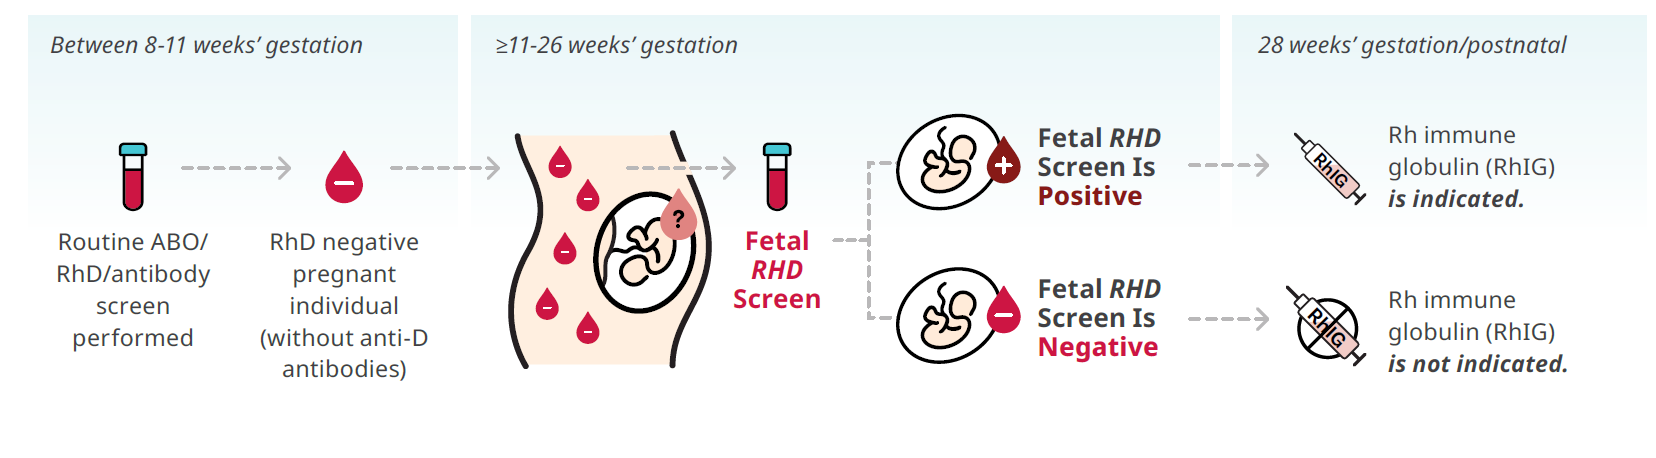 Between 8-11 weeks’ gestation
≥11-26 weeks’ gestation
28 weeks’ gestation/postnatal
Routine ABO/
RhD/antibody
screen
performed
RhD negative
pregnant
individual
(without anti-D
antibodies)
?
Fetal
RHD
Screen
Fetal RHD
Screen Is
Positive
RhIG
Rh immune
globulin (RhIG)
is indicated.
Fetal RHD
Screen Is
Negative
RhIG
Rh immune
globulin (RhIG)
is not indicated.